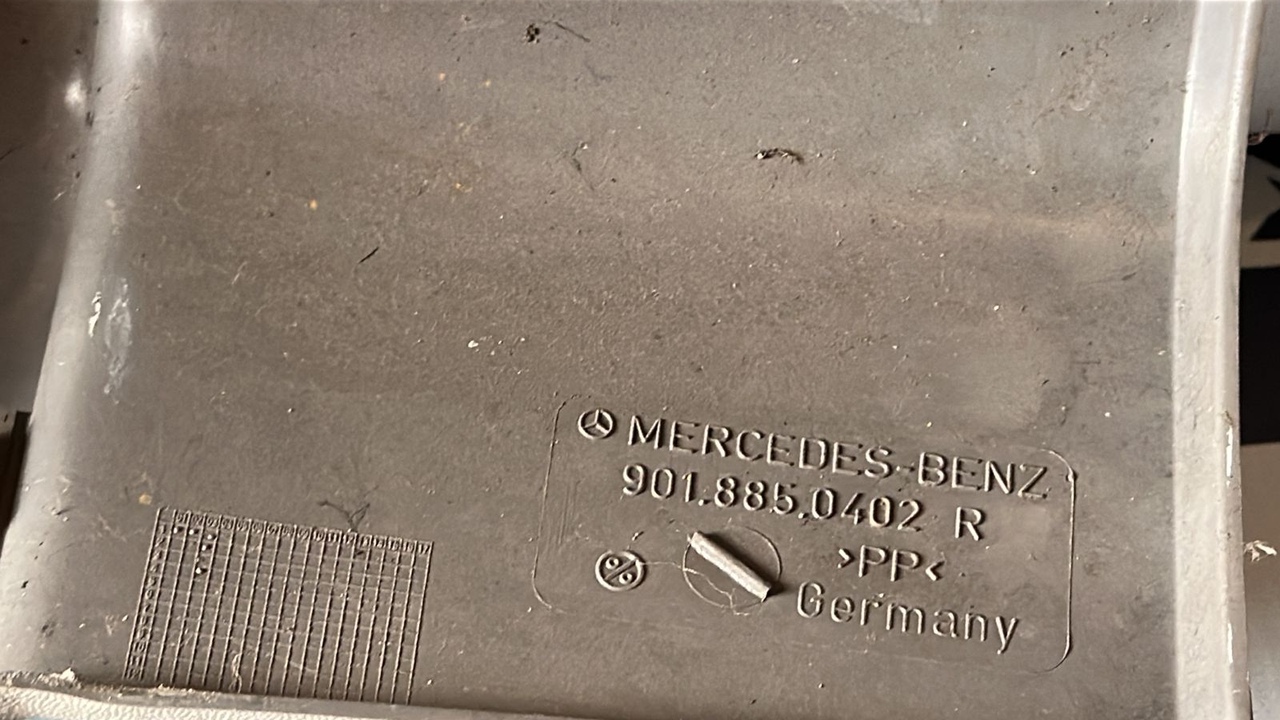 MERCEDES-BENZ
901.885.0402 R
>PP<
Germany